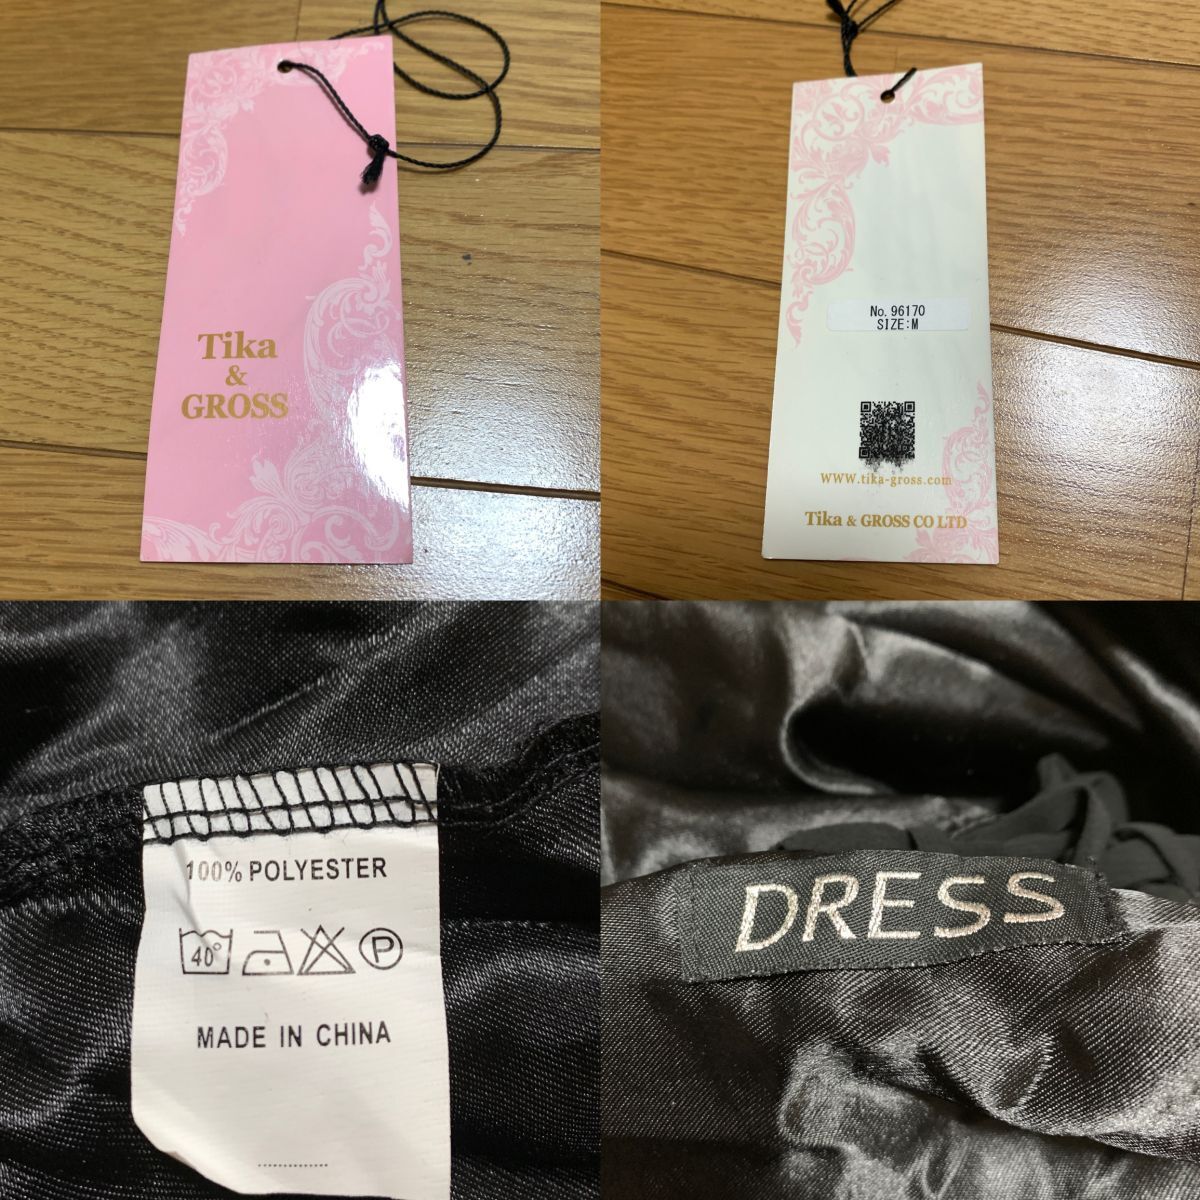 Tika
&
GROSS
No. 96170
SIZE:M
WWW.tika-gross.com
Tika & GROSS CO LTD
100% POLYESTER
40°
P
MADE IN CHINA
DRESS